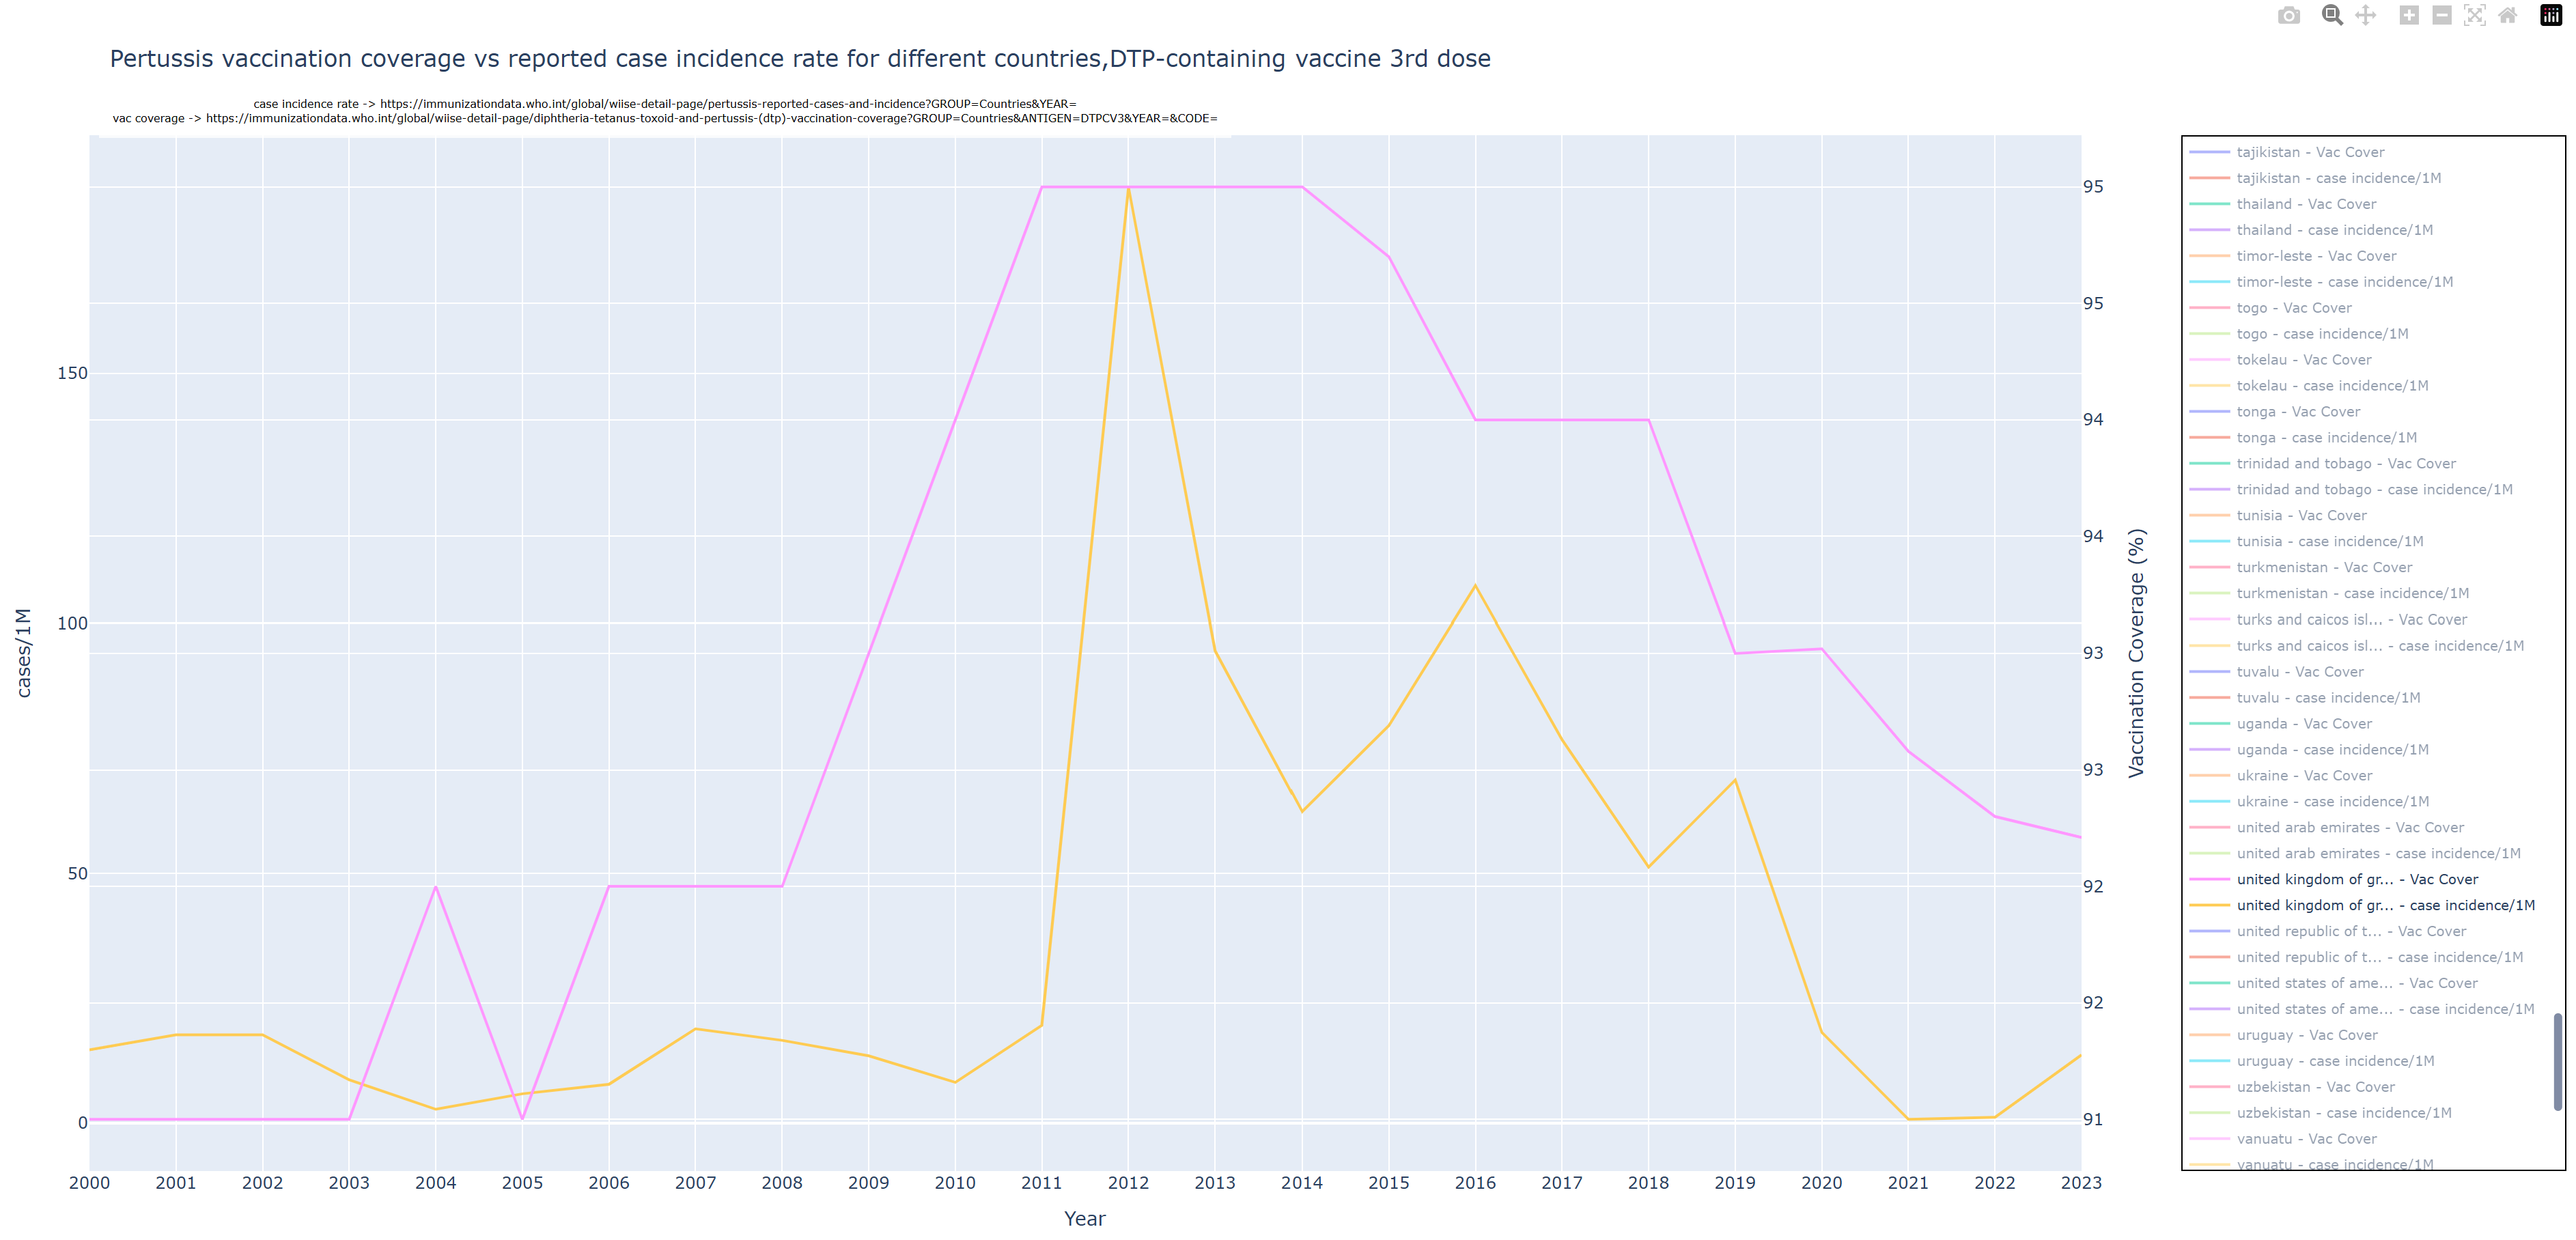 Pertussis vaccination coverage vs reported case incidence rate for different countries,DTP-containing vaccine 3rd dose
case incidence rate -> https://immunizationdata.who.int/global/wiise-detail-page/pertussis-reported-cases-and-incidence?GROUP=Countries&YEAR=
vac coverage -> https://immunizationdata.who.int/global/wiise-detail-page/diphtheria-tetanus-toxoid-and-pertussis-(dtp)-vaccination-coverage?GROUP=Countries&ANTIGEN=DTPCV3&YEAR=&CODE=
150
100
50
0
cases/1M
2000 2001 2002 2003 2004 2005 2006 2007 2008 2009 2010 2011 2012 2013 2014 2015 2016 2017 2018 2019 2020 2021 2022 2023
Year
95
95
94
94
93
93
92
92
91
Vaccination Coverage (%)
tajikistan - Vac Cover
tajikistan - case incidence/1M
thailand - Vac Cover
thailand - case incidence/1M
timor-leste - Vac Cover
timor-leste - case incidence/1M
togo - Vac Cover
togo - case incidence/1M
tokelau - Vac Cover
tokelau - case incidence/1M
tonga - Vac Cover
tonga - case incidence/1M
trinidad and tobago - Vac Cover
trinidad and tobago - case incidence/1M
tunisia - Vac Cover
tunisia - case incidence/1M
turkmenistan - Vac Cover
turkmenistan - case incidence/1M
turks and caicos isl... - Vac Cover
turks and caicos isl... - case incidence/1M
tuvalu - Vac Cover
tuvalu - case incidence/1M
uganda - Vac Cover
uganda - case incidence/1M
ukraine - Vac Cover
ukraine - case incidence/1M
united arab emirates - Vac Cover
united arab emirates - case incidence/1M
united kingdom of gr... - Vac Cover
united kingdom of gr... - case incidence/1M
united republic of t... - Vac Cover
united republic of t... - case incidence/1M
united states of ame... - Vac Cover
united states of ame... - case incidence/1M
uruguay - Vac Cover
uruguay - case incidence/1M
uzbekistan - Vac Cover
uzbekistan - case incidence/1M
vanuatu - Vac Cover
vanuatu - case incidence/1M